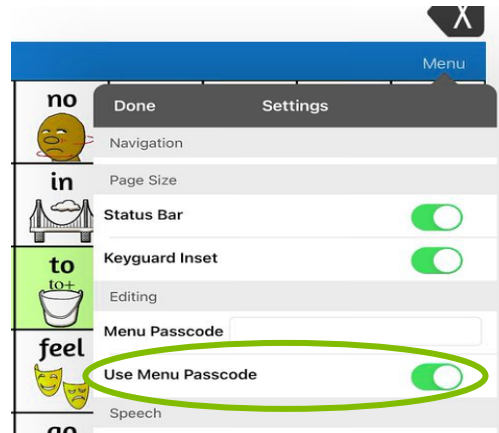 X
Menu
no
Done Settings
Navigation
in
Page Size
Status Bar
to
Keyguard Inset
to+
Editing
Menu Passcode
feel
Use Menu Passcode
Speech
go